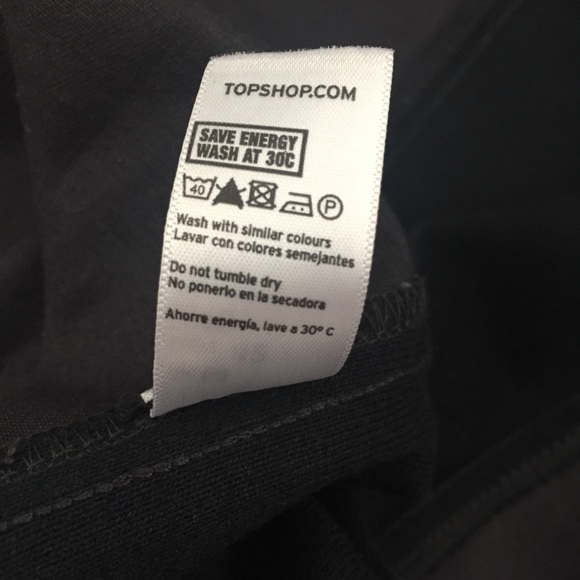 TOPSHOP.COM
SAVE ENERGY
WASH AT 30C
40 P
Wash with similar colours
Lavar con colores semejantes
Do not tumble dry
No ponerlo en la secadora
Ahorre energía, lave a 30º C